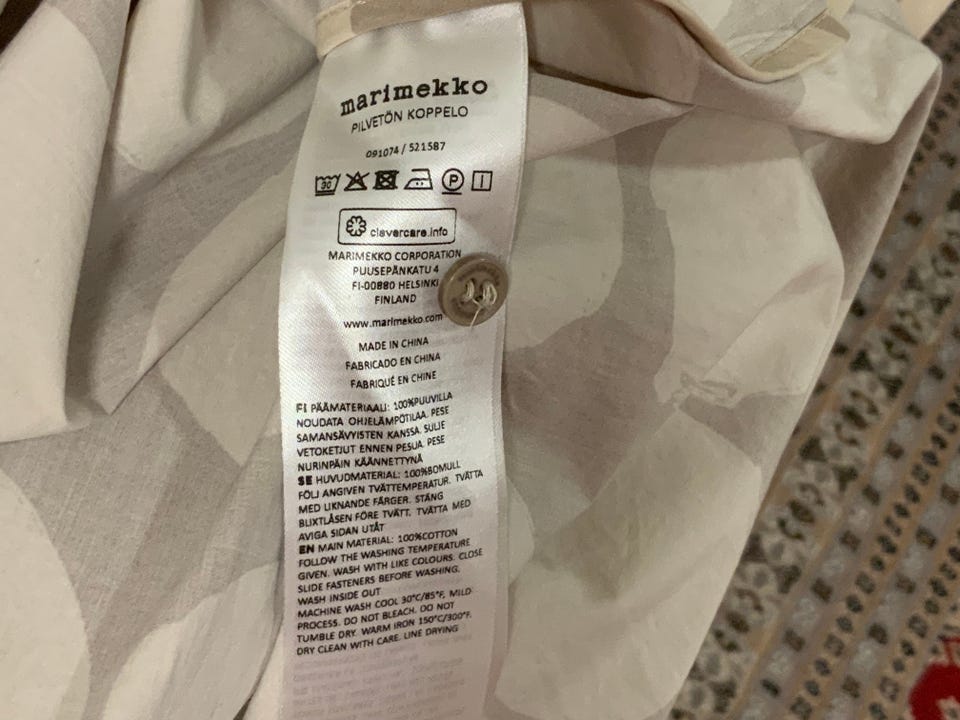 marimekko
PILVETÖN KOPPELO
091074 / 521587
30 P
clevercare.info
MARIMEKKO CORPORATION
PUUSEPÄNKATU 4
FI-00880 HELSINKI
FINLAND
www.marimekko.com
MADE IN CHINA
FABRICADO EN CHINA
FABRIQUÉ EN CHINE
FI PÄÄMATERIAALI: 100%PUUVILLA
NOUDATA OHJELÄMPÖTILAA. PESE
SAMANSÄVYISTEN KANSSA. SULJE
VETOKETJUT ENNEN PESUA. PESE
NURINPÄIN KÄÄNNETTYNÄ
SE HUVUDMATERIAL: 100%BOMULL
FÖLJ ANGIVEN TVÄTTEMPERATUR. TVÄTTA
MED LIKNANDE FÄRGER. STÄNG
BLIXTLÅSEN FÖRE TVÄTT. TVÄTTA MED
AVIGA SIDAN UTÅT
EN MAIN MATERIAL: 100%COTTON
FOLLOW THE WASHING TEMPERATURE
GIVEN. WASH WITH LIKE COLOURS. CLOSE
SLIDE FASTENERS BEFORE WASHING.
WASH INSIDE OUT
MACHINE WASH COOL 30°C/85°F, MILD
PROCESS. DO NOT BLEACH. DO NOT
TUMBLE DRY. WARM IRON 150°C/300°F.
DRY CLEAN WITH CARE. LINE DRYING